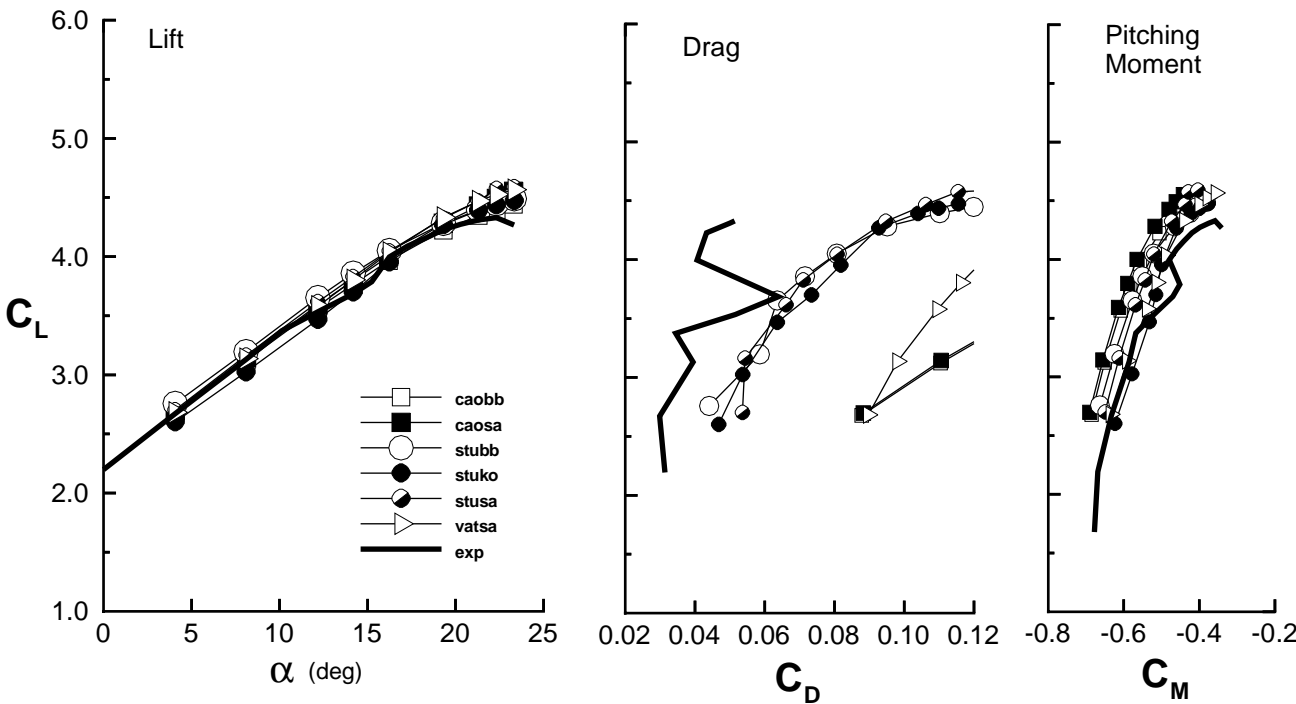 6.0
5.0
4.0
3.0
2.0
1.0
C_L
Lift
caobb
caosa
stubb
stuko
stusa
vatsa
exp
0 5 10 15 20 25
α (deg)
Drag
0.02 0.04 0.06 0.08 0.10 0.12
C_D
Pitching
Moment
-0.8 -0.6 -0.4 -0.2
C_M